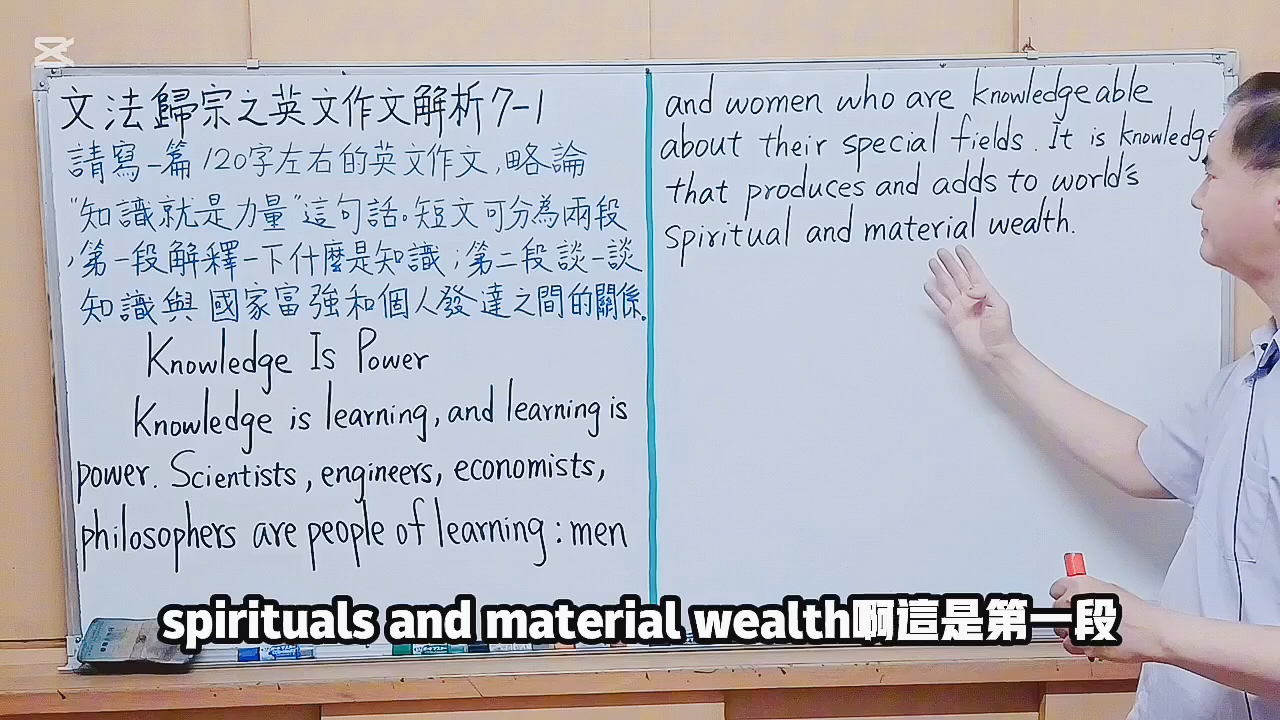 文法歸宗之英文作文解析7-1
請寫一篇120字左右的英文作文,略論
"知識就是力量"這句話。短文可分為兩段
,第一段解釋一下什麼是知識;第二段談一談
知識與國家富強和個人發達之間的關係。
Knowledge Is Power
Knowledge is learning, and learning is
power. Scientists, engineers, economists,
philosophers are people of learning: men
and women who are knowledgeable
about their special fields. It is knowledge
that produces and adds to world's
spiritual and material wealth.
spirituals and material wealth啊這是第一段